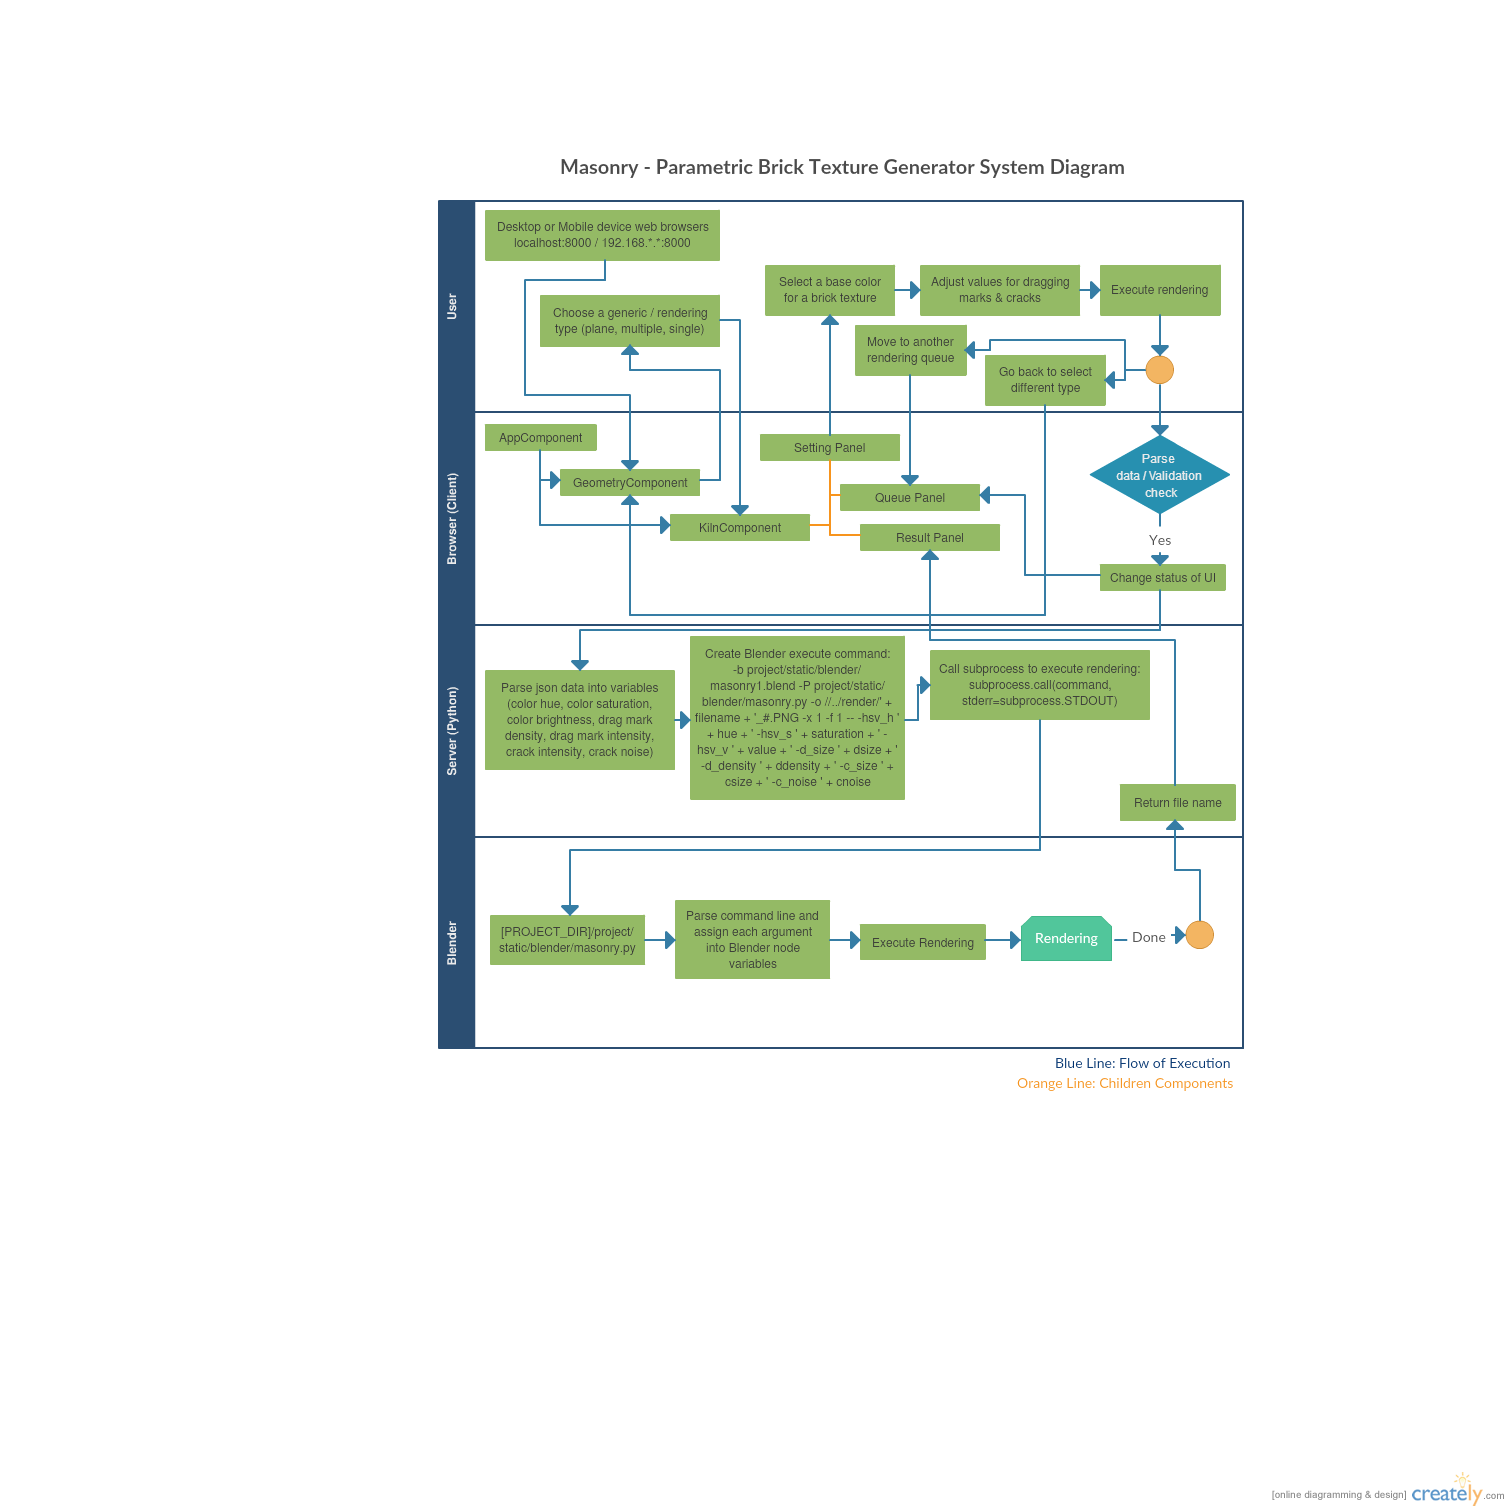 Masonry - Parametric Brick Texture Generator System Diagram
User
Desktop or Mobile device web browsers
localhost:8000 / 192.168.*.*:8000
Choose a generic / rendering
type (plane, multiple, single)
Select a base color
for a brick texture
Adjust values for dragging
marks & cracks
Execute rendering
Move to another
rendering queue
Go back to select
different type
Browser (Client)
AppComponent
GeometryComponent
KilnComponent
Setting Panel
Queue Panel
Result Panel
Parse
data / Validation
check
Yes
Change status of UI
Server (Python)
Parse json data into variables
(color hue, color saturation,
color brightness, drag mark
density, drag mark intensity,
crack intensity, crack noise)
Create Blender execute command:
-b project/static/blender/
masonry1.blend -P project/static/
blender/masonry.py -o //../render/" +
filename + '_#.PNG -x 1 -f 1 -- -hsv_h '
+ hue + ' -hsv_s ' + saturation + ' -
hsv_v ' + value + ' -d_size ' + dsize + '
-d_density ' + ddensity + ' -c_size ' +
csize + ' -c_noise ' + cnoise
Call subprocess to execute rendering:
subprocess.call(command,
stderr=subprocess.STDOUT)
Return file name
Blender
[PROJECT_DIR]/project/
static/blender/masonry.py
Parse command line and
assign each argument
into Blender node
variables
Execute Rendering
Rendering
Done
Blue Line: Flow of Execution
Orange Line: Children Components
[online diagramming & design] creately.com